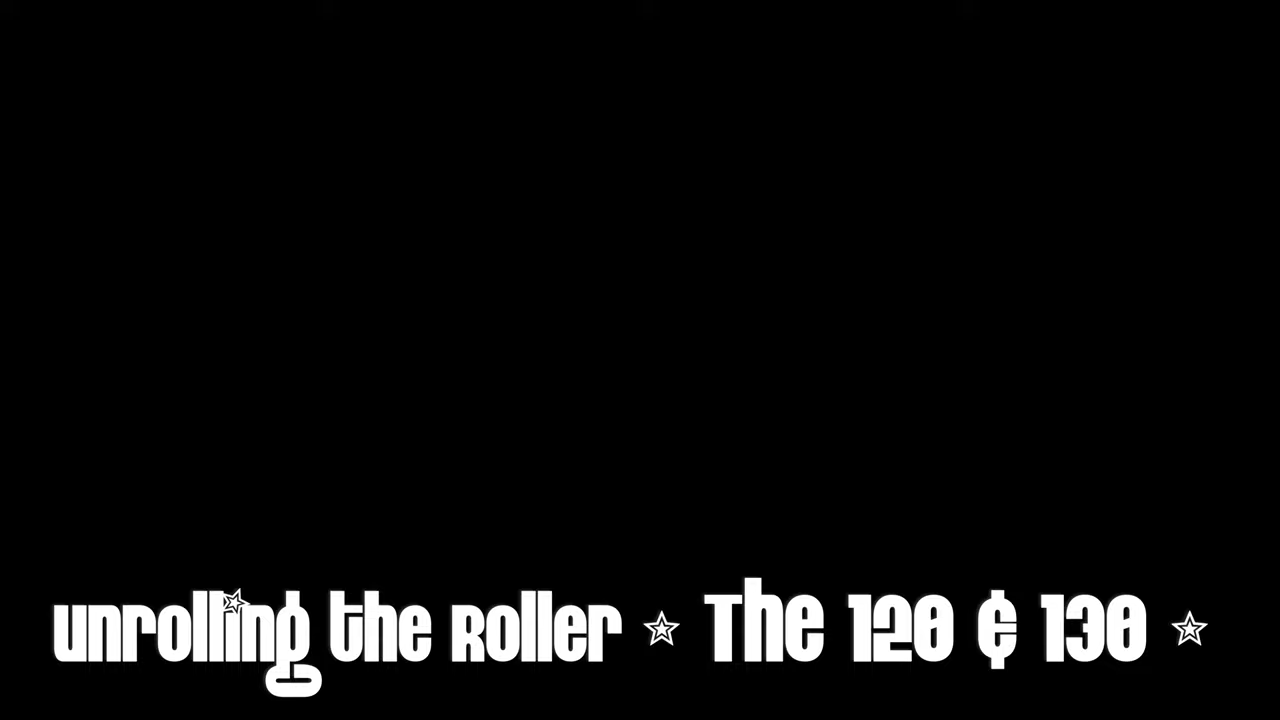 unrolling the Roller ☆ The 120 & 130 ☆